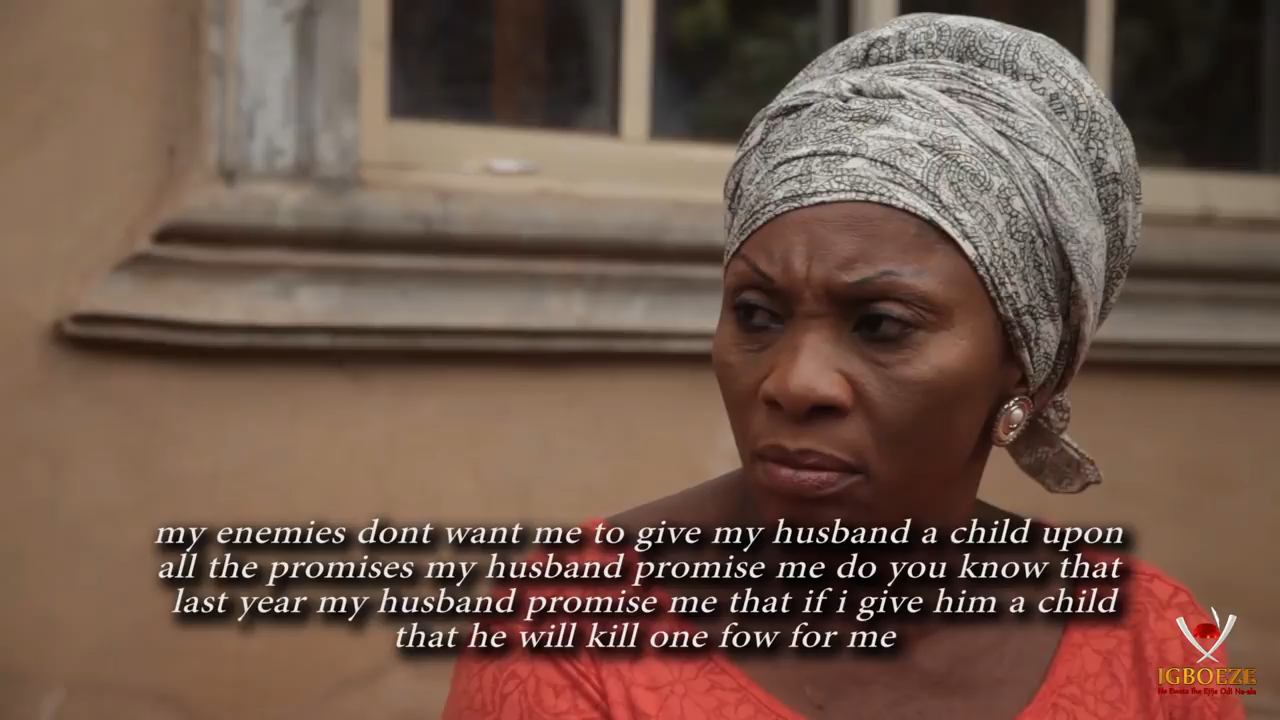 my enemies dont want me to give my husband a child upon
all the promises my husband promise me do you know that
last year my husband promise me that if i give him a child
that he will kill one fow for me
IGBOEZE